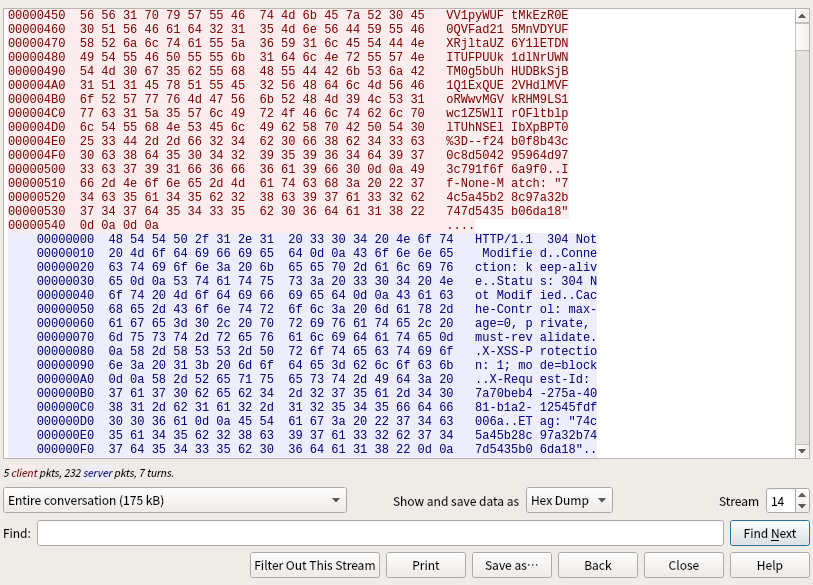 00000450 56 56 31 70 79 57 55 46 74 4d 6b 45 7a 52 30 45 VV1pyWUF tMkEzR0E
00000460 30 51 56 46 61 64 32 31 35 4d 6e 56 44 59 55 46 0QVFad21 5MnVDYUF
00000470 58 52 6a 6c 74 61 55 5a 36 59 31 6c 45 54 44 4e XRjltaUZ 6Y1lETDN
00000480 49 54 55 46 50 55 55 6b 31 64 6c 4e 72 55 57 4e ITUFPUUk 1dlNrUWN
00000490 54 4d 30 67 35 62 55 68 48 55 44 42 6b 53 6a 42 TM0g5bUh HUDBkSjB
000004A0 31 51 31 45 78 51 55 45 32 56 48 64 6c 4d 56 46 1Q1ExQUE 2VHdlMVF
000004B0 6f 52 57 77 76 4d 47 56 6b 52 48 4d 39 4c 53 31 oRWwvMGV kRHM9LS1
000004C0 77 63 31 5a 35 57 6c 49 72 4f 46 6c 74 62 6c 70 wc1Z5WlI rOFltblp
000004D0 6c 54 55 68 4e 53 45 6c 49 62 58 70 42 50 54 30 lTUhNSEl IbXpBPT0
000004E0 25 33 44 2d 2d 66 32 34 62 30 66 38 62 34 33 63 %3D--f24 b0f8b43c
000004F0 30 63 38 64 35 30 34 32 39 35 39 36 34 64 39 37 0c8d5042 95964d97
00000500 33 63 37 39 31 66 36 66 36 61 39 66 30 0d 0a 49 3c791f6f 6a9f0..I
00000510 66 2d 4e 6f 6e 65 2d 4d 61 74 63 68 3a 20 22 37 f-None-M atch: "7
00000520 34 63 35 61 34 35 62 32 38 63 39 37 61 33 32 62 4c5a45b2 8c97a32b
00000530 37 34 37 64 35 34 33 35 62 30 36 64 61 31 38 22 747d5435 b06da18"
00000540 0d 0a 0d 0a ....
00000000 48 54 54 50 2f 31 2e 31 20 33 30 34 20 4e 6f 74 HTTP/1.1 304 Not
00000010 20 4d 6f 64 69 66 69 65 64 0d 0a 43 6f 6e 6e 65 Modifie d..Conne
00000020 63 74 69 6f 6e 3a 20 6b 65 65 70 2d 61 6c 69 76 ction: k eep-aliv
00000030 65 0d 0a 53 74 61 74 75 73 3a 20 33 30 34 20 4e e..Statu s: 304 N
00000040 6f 74 20 4d 6f 64 69 66 69 65 64 0d 0a 43 61 63 ot Modif ied..Cac
00000050 68 65 2d 43 6f 6e 74 72 6f 6c 3a 20 6d 61 78 2d he-Contr ol: max-
00000060 61 67 65 3d 30 2c 20 70 72 69 76 61 74 65 2c 20 age=0, p rivate,
00000070 6d 75 73 74 2d 72 65 76 61 6c 69 64 61 74 65 0d must-rev alidate.
00000080 0a 58 2d 58 53 53 2d 50 72 6f 74 65 63 74 69 6f .X-XSS-P rotectio
00000090 6e 3a 20 31 3b 20 6d 6f 64 65 3d 62 6c 6f 63 6b n: 1; mo de=block
000000A0 0d 0a 58 2d 52 65 71 75 65 73 74 2d 49 64 3a 20 ..X-Requ est-Id:
000000B0 37 61 37 30 62 65 62 34 2d 32 37 35 61 2d 34 30 7a70beb4 -275a-40
000000C0 38 31 2d 62 31 61 32 2d 31 32 35 34 35 66 64 66 81-b1a2- 12545fdf
000000D0 30 30 36 61 0d 0a 45 54 61 67 3a 20 22 37 34 63 006a..ET ag: "74c
000000E0 35 61 34 35 62 32 38 63 39 37 61 33 32 62 37 34 5a45b28c 97a32b74
000000F0 37 64 35 34 33 35 62 30 36 64 61 31 38 22 0d 0a 7d5435b0 6da18"..
5 client pkts, 232 server pkts, 7 turns.
Entire conversation (175 kB) Show and save data as Hex Dump Stream 14
Find: Find Next
Filter Out This Stream Print Save as… Back Close Help